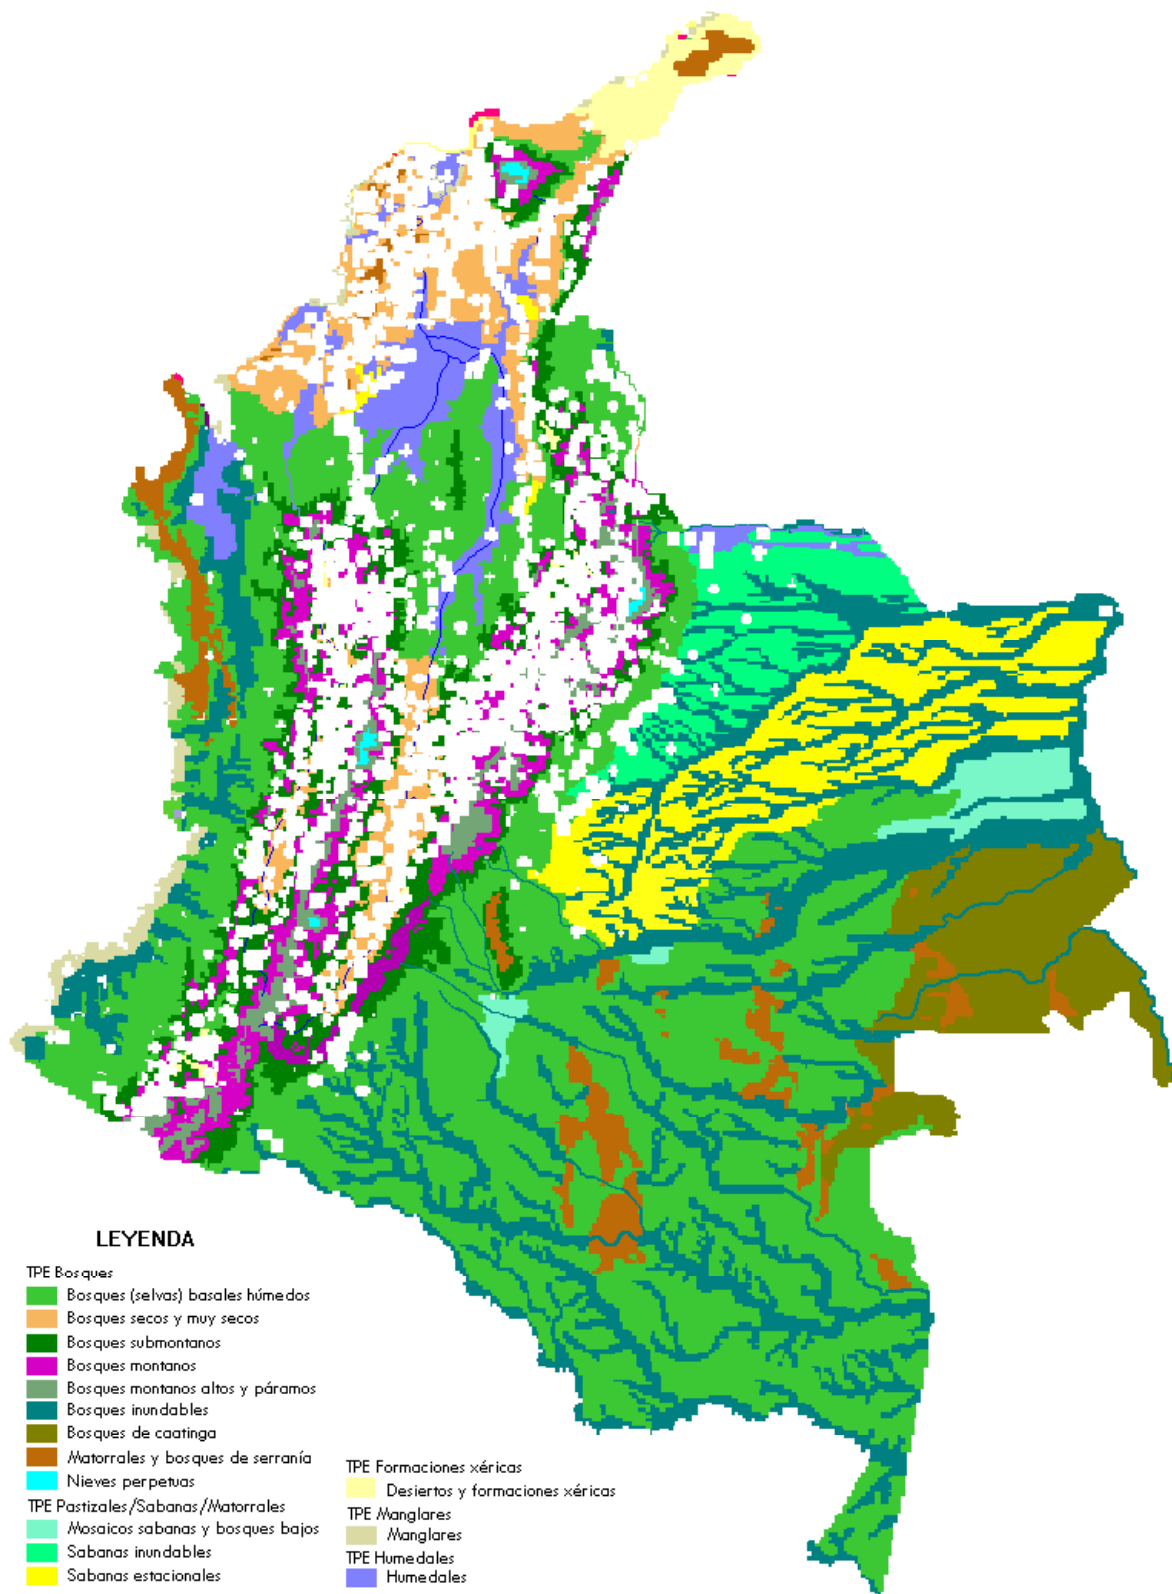 LEYENDA
TPE Bosques
Bosques (selvas) basales húmedos
Bosques secos y muy secos
Bosques submontanos
Bosques montanos
Bosques montanos altos y páramos
Bosques inundables
Bosques de caatinga
Matorrales y bosques de serranía
Nieves perpetuas
TPE Pastizales/Sabanas/Matorrales
Mosaicos sabanas y bosques bajos
Sabanas inundables
Sabanas estacionales
TPE Formaciones xéricas
Desiertos y formaciones xéricas
TPE Manglares
Manglares
TPE Humedales
Humedales